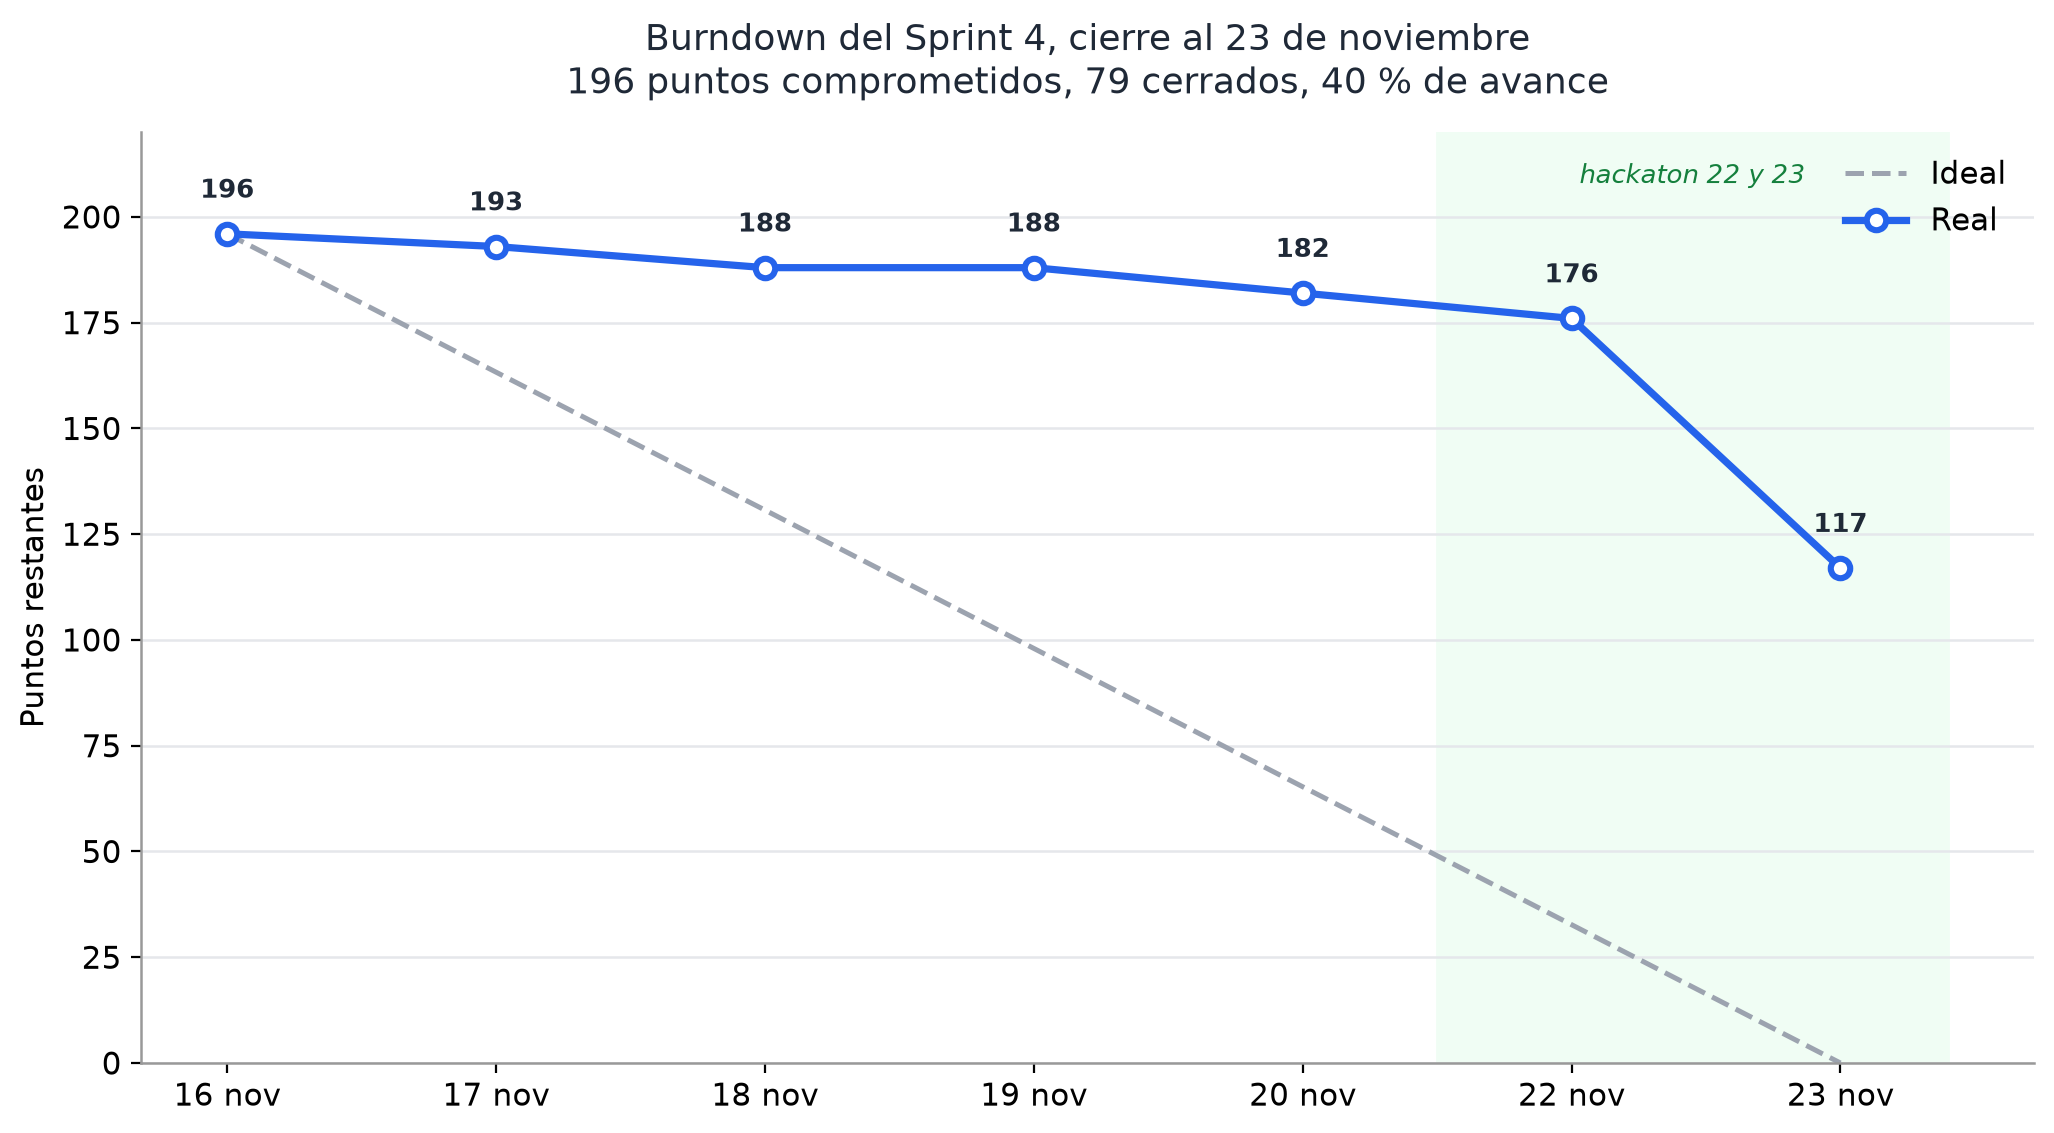 Burndown del Sprint 4, cierre al 23 de noviembre
196 puntos comprometidos, 79 cerrados, 40 % de avance
hackaton 22 y 23
Ideal
Real
196
193
188
188
182
176
117
Puntos restantes
200
175
150
125
100
75
50
25
0
16 nov
17 nov
18 nov
19 nov
20 nov
22 nov
23 nov